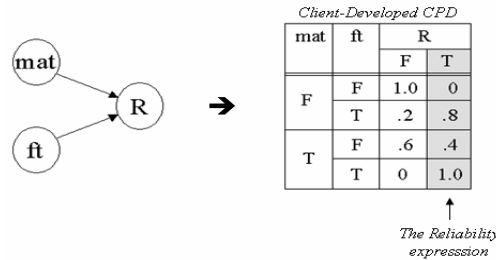 Client-Developed CPD
mat ft R
F T
mat
R
ft
F F 1.0 0
T .2 .8
T F .6 .4
T 0 1.0
The Reliability
expresssion